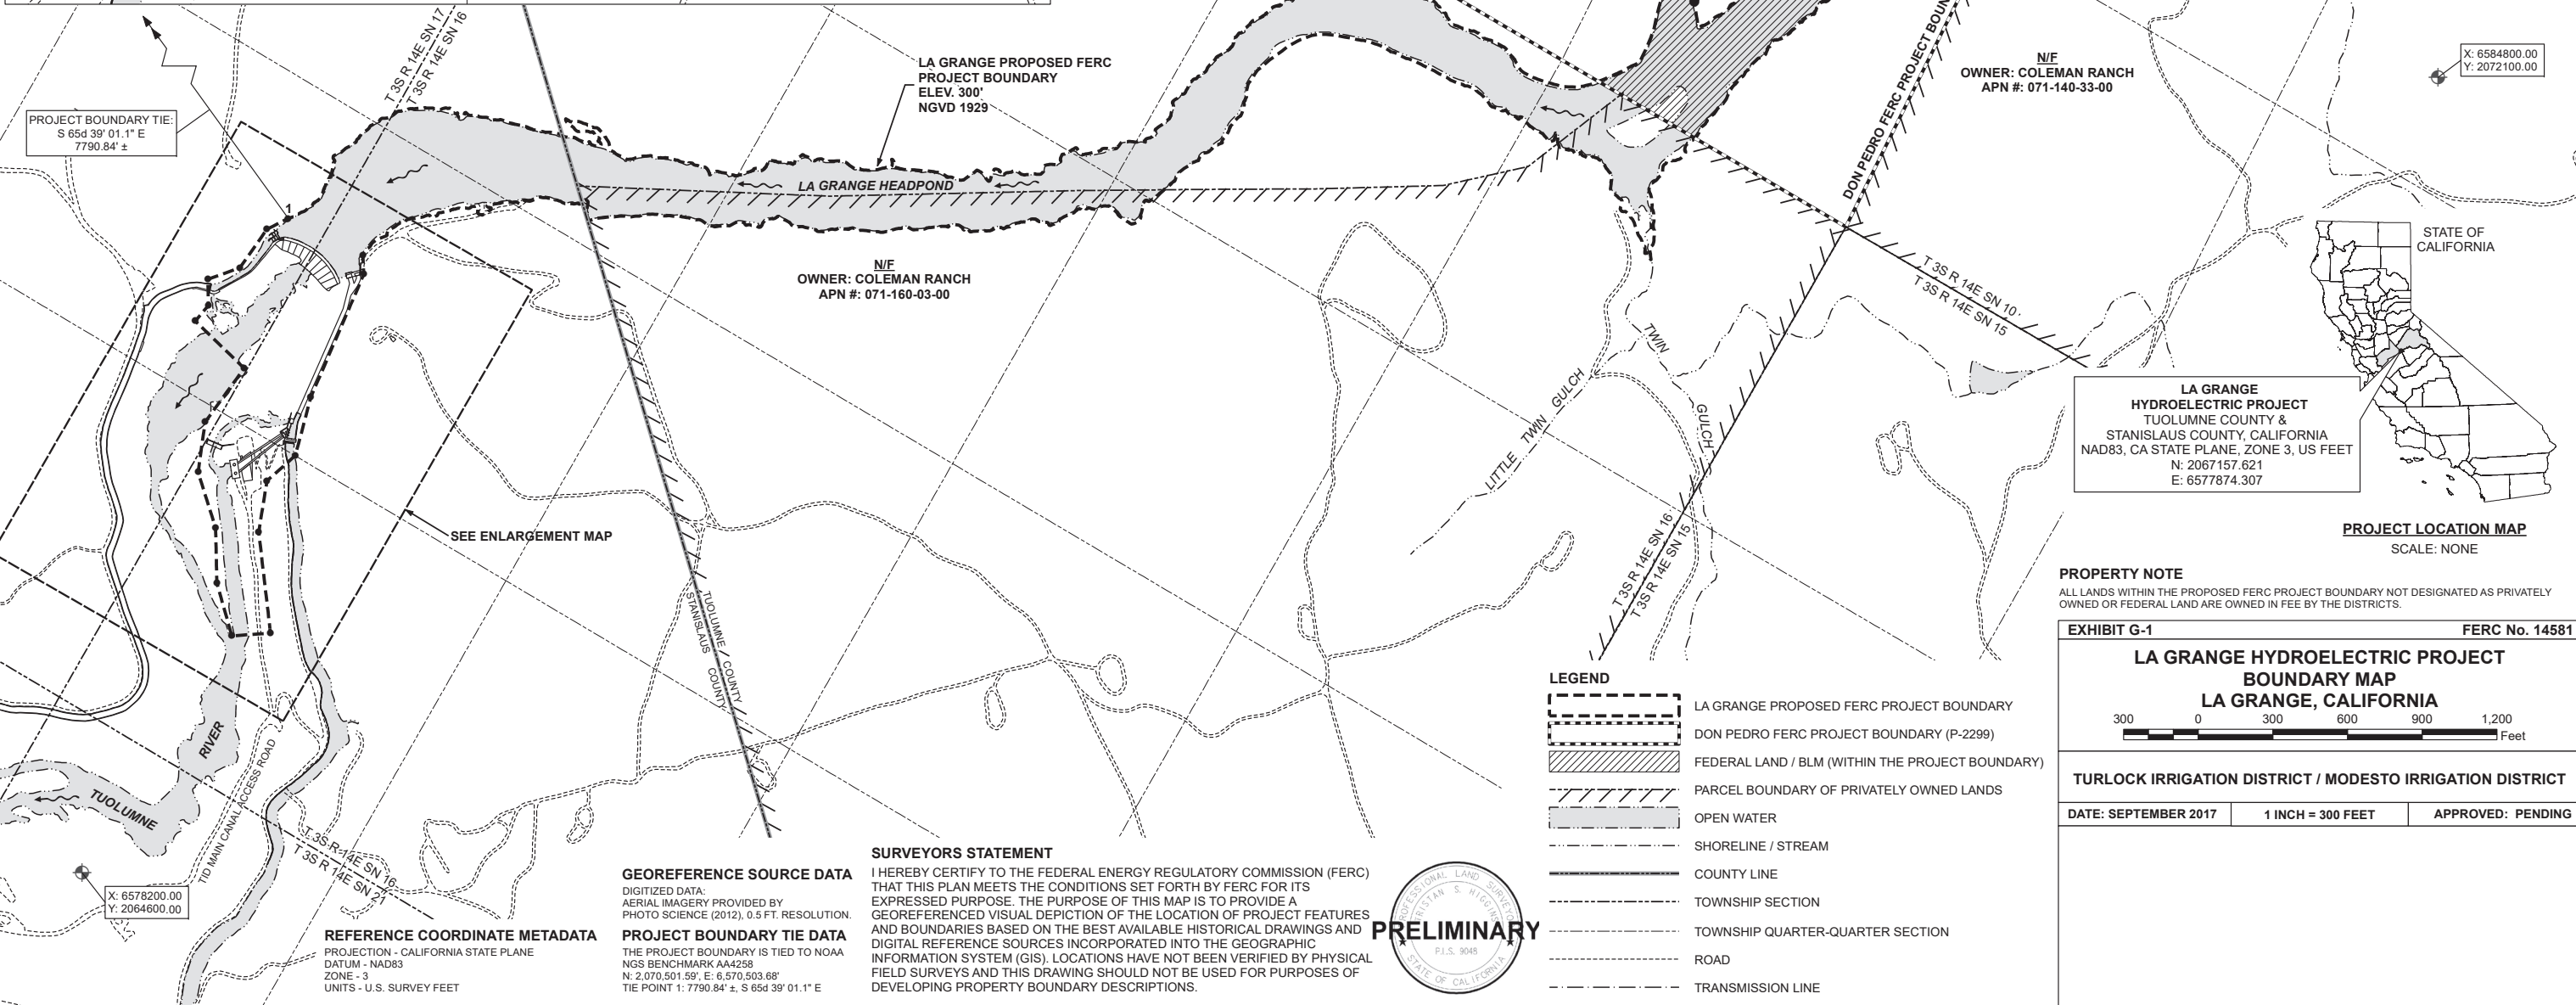 T 3S R 14E SN 17
T 3S R 14E SN 16
PROJECT BOUNDARY TIE:
S 65d 39' 01.1" E
7790.84' ±
1
LA GRANGE PROPOSED FERC
PROJECT BOUNDARY
ELEV. 300'
NGVD 1929
LA GRANGE HEADPOND
N/F
OWNER: COLEMAN RANCH
APN #: 071-160-03-00
DON PEDRO FERC PROJECT BOUN
N/F
OWNER: COLEMAN RANCH
APN #: 071-140-33-00
X: 6584800.00
Y: 2072100.00
STATE OF
CALIFORNIA
T 3S R 14E SN 10
T 3S R 14E SN 15
LITTLE TWIN GULCH
TWIN GULCH
T 3S R 14E SN 16
T 3S R 14E SN 15
LA GRANGE
HYDROELECTRIC PROJECT
TUOLUMNE COUNTY &
STANISLAUS COUNTY, CALIFORNIA
NAD83, CA STATE PLANE, ZONE 3, US FEET
N: 2067157.621
E: 6577874.307
PROJECT LOCATION MAP
SCALE: NONE
SEE ENLARGEMENT MAP
TUOLUMNE COUNTY
STANISLAUS COUNTY
RIVER
TUOLUMNE
TID MAIN CANAL ACCESS ROAD
T 3S R 14E SN 16
T 3S R 14E SN 21
X: 6578200.00
Y: 2064600.00
REFERENCE COORDINATE METADATA
PROJECTION - CALIFORNIA STATE PLANE
DATUM - NAD83
ZONE - 3
UNITS - U.S. SURVEY FEET
GEOREFERENCE SOURCE DATA
DIGITIZED DATA:
AERIAL IMAGERY PROVIDED BY
PHOTO SCIENCE (2012), 0.5 FT. RESOLUTION.
PROJECT BOUNDARY TIE DATA
THE PROJECT BOUNDARY IS TIED TO NOAA
NGS BENCHMARK AA4258
N: 2,070,501.59', E: 6,570,503.68'
TIE POINT 1: 7790.84' ±, S 65d 39' 01.1" E
SURVEYORS STATEMENT
I HEREBY CERTIFY TO THE FEDERAL ENERGY REGULATORY COMMISSION (FERC)
THAT THIS PLAN MEETS THE CONDITIONS SET FORTH BY FERC FOR ITS
EXPRESSED PURPOSE. THE PURPOSE OF THIS MAP IS TO PROVIDE A
GEOREFERENCED VISUAL DEPICTION OF THE LOCATION OF PROJECT FEATURES
AND BOUNDARIES BASED ON THE BEST AVAILABLE HISTORICAL DRAWINGS AND
DIGITAL REFERENCE SOURCES INCORPORATED INTO THE GEOGRAPHIC
INFORMATION SYSTEM (GIS). LOCATIONS HAVE NOT BEEN VERIFIED BY PHYSICAL
FIELD SURVEYS AND THIS DRAWING SHOULD NOT BE USED FOR PURPOSES OF
DEVELOPING PROPERTY BOUNDARY DESCRIPTIONS.
PROFESSIONAL LAND SURVEYOR
TRISTAN S. HIGGINS
PRELIMINARY
P.L.S. 9048
STATE OF CALIFORNIA
LEGEND
LA GRANGE PROPOSED FERC PROJECT BOUNDARY
DON PEDRO FERC PROJECT BOUNDARY (P-2299)
FEDERAL LAND / BLM (WITHIN THE PROJECT BOUNDARY)
PARCEL BOUNDARY OF PRIVATELY OWNED LANDS
OPEN WATER
SHORELINE / STREAM
COUNTY LINE
TOWNSHIP SECTION
TOWNSHIP QUARTER-QUARTER SECTION
ROAD
TRANSMISSION LINE
PROPERTY NOTE
ALL LANDS WITHIN THE PROPOSED FERC PROJECT BOUNDARY NOT DESIGNATED AS PRIVATELY
OWNED OR FEDERAL LAND ARE OWNED IN FEE BY THE DISTRICTS.
EXHIBIT G-1 FERC No. 14581
LA GRANGE HYDROELECTRIC PROJECT
BOUNDARY MAP
LA GRANGE, CALIFORNIA
300 0 300 600 900 1,200
Feet
TURLOCK IRRIGATION DISTRICT / MODESTO IRRIGATION DISTRICT
DATE: SEPTEMBER 2017 1 INCH = 300 FEET APPROVED: PENDING